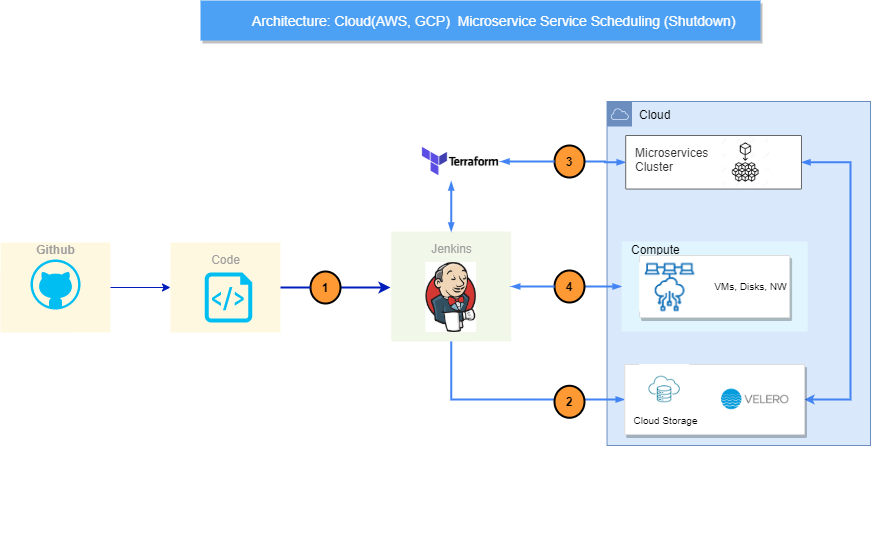 Architecture: Cloud(AWS, GCP) Microservice Service Scheduling (Shutdown)
Cloud
Terraform
3
Microservices
Cluster
Github
Code
Jenkins
Compute
1
4
VMs, Disks, NW
2
VELERO
Cloud Storage